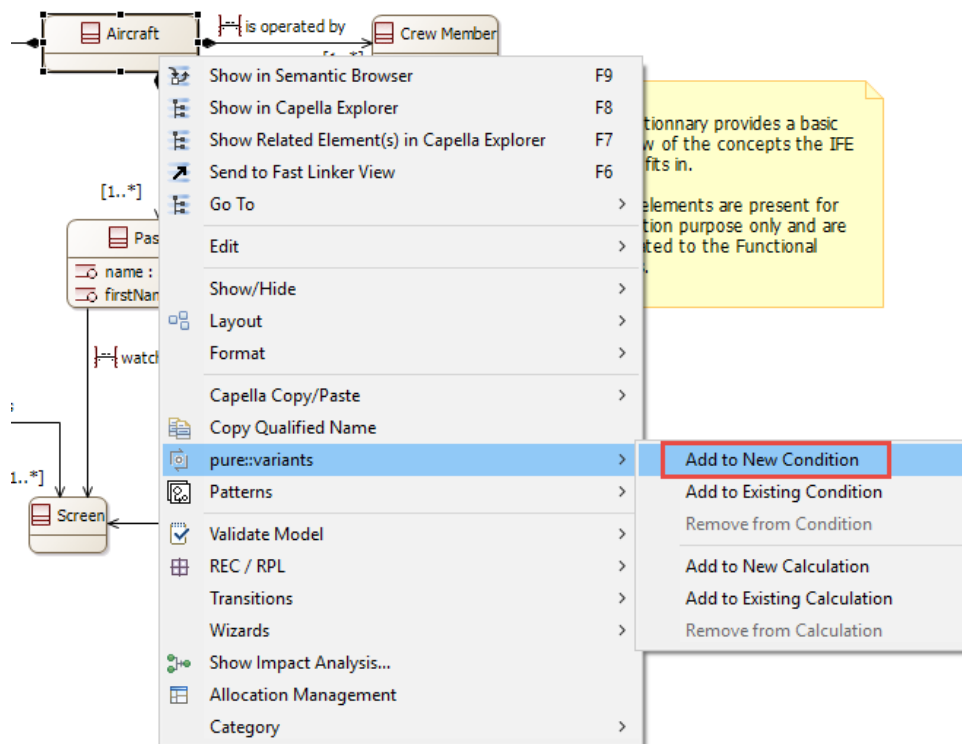 Aircraft
is operated by
Crew Member
[1..*]
Show in Semantic Browser F9
Show in Capella Explorer F8
Show Related Element(s) in Capella Explorer F7
Send to Fast Linker View F6
Go To
Edit
Show/Hide
Layout
Format
Capella Copy/Paste
Copy Qualified Name
pure::variants
Patterns
Validate Model
REC / RPL
Transitions
Wizards
Show Impact Analysis...
Allocation Management
Category
Add to New Condition
Add to Existing Condition
Remove from Condition
Add to New Calculation
Add to Existing Calculation
Remove from Calculation
tionnary provides a basic
w of the concepts the IFE
fits in.
elements are present for
tion purpose only and are
ted to the Functional
[1..*]
Pas
name :
firstNar
watch
1..*]
Screen